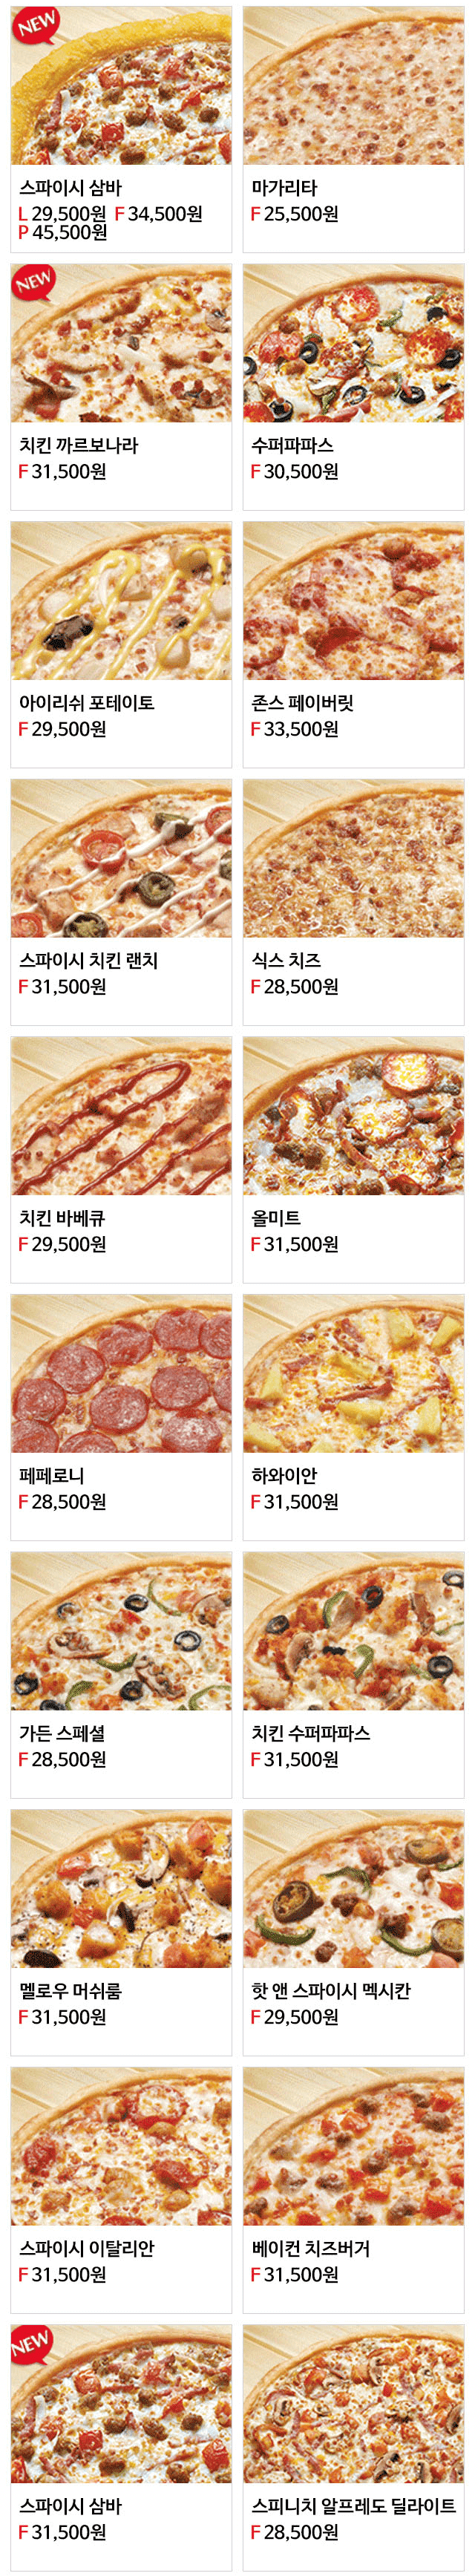 NEW
스파이시 삼바
L 29,500원 F 34,500원
P 45,500원
마가리타
F 25,500원
NEW
치킨 까르보나라
F 31,500원
수퍼파파스
F 30,500원
아이리쉬 포테이토
F 29,500원
존스 페이버릿
F 33,500원
스파이시 치킨 랜치
F 31,500원
식스 치즈
F 28,500원
치킨 바베큐
F 29,500원
올미트
F 31,500원
페페로니
F 28,500원
하와이안
F 31,500원
가든 스페셜
F 28,500원
치킨 수퍼파파스
F 31,500원
멜로우 머쉬룸
F 31,500원
핫 앤 스파이시 멕시칸
F 29,500원
스파이시 이탈리안
F 31,500원
베이컨 치즈버거
F 31,500원
NEW
스파이시 삼바
F 31,500원
스피니치 알프레도 딜라이트
F 28,500원